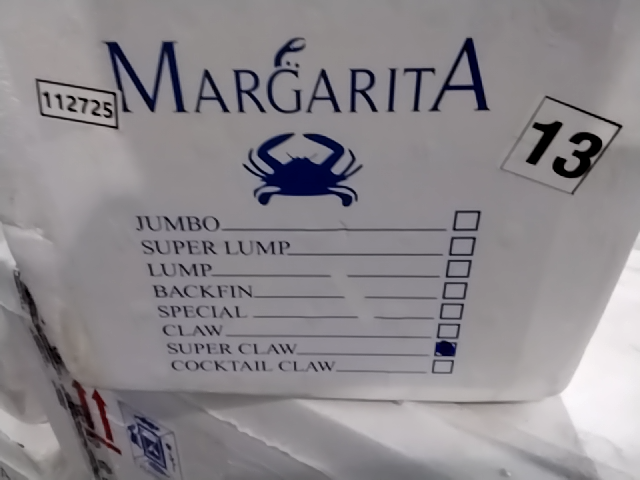 MARGARITA
112725
13
JUMBO
SUPER LUMP
LUMP
BACKFIN
SPECIAL
CLAW
SUPER CLAW
COCKTAIL CLAW